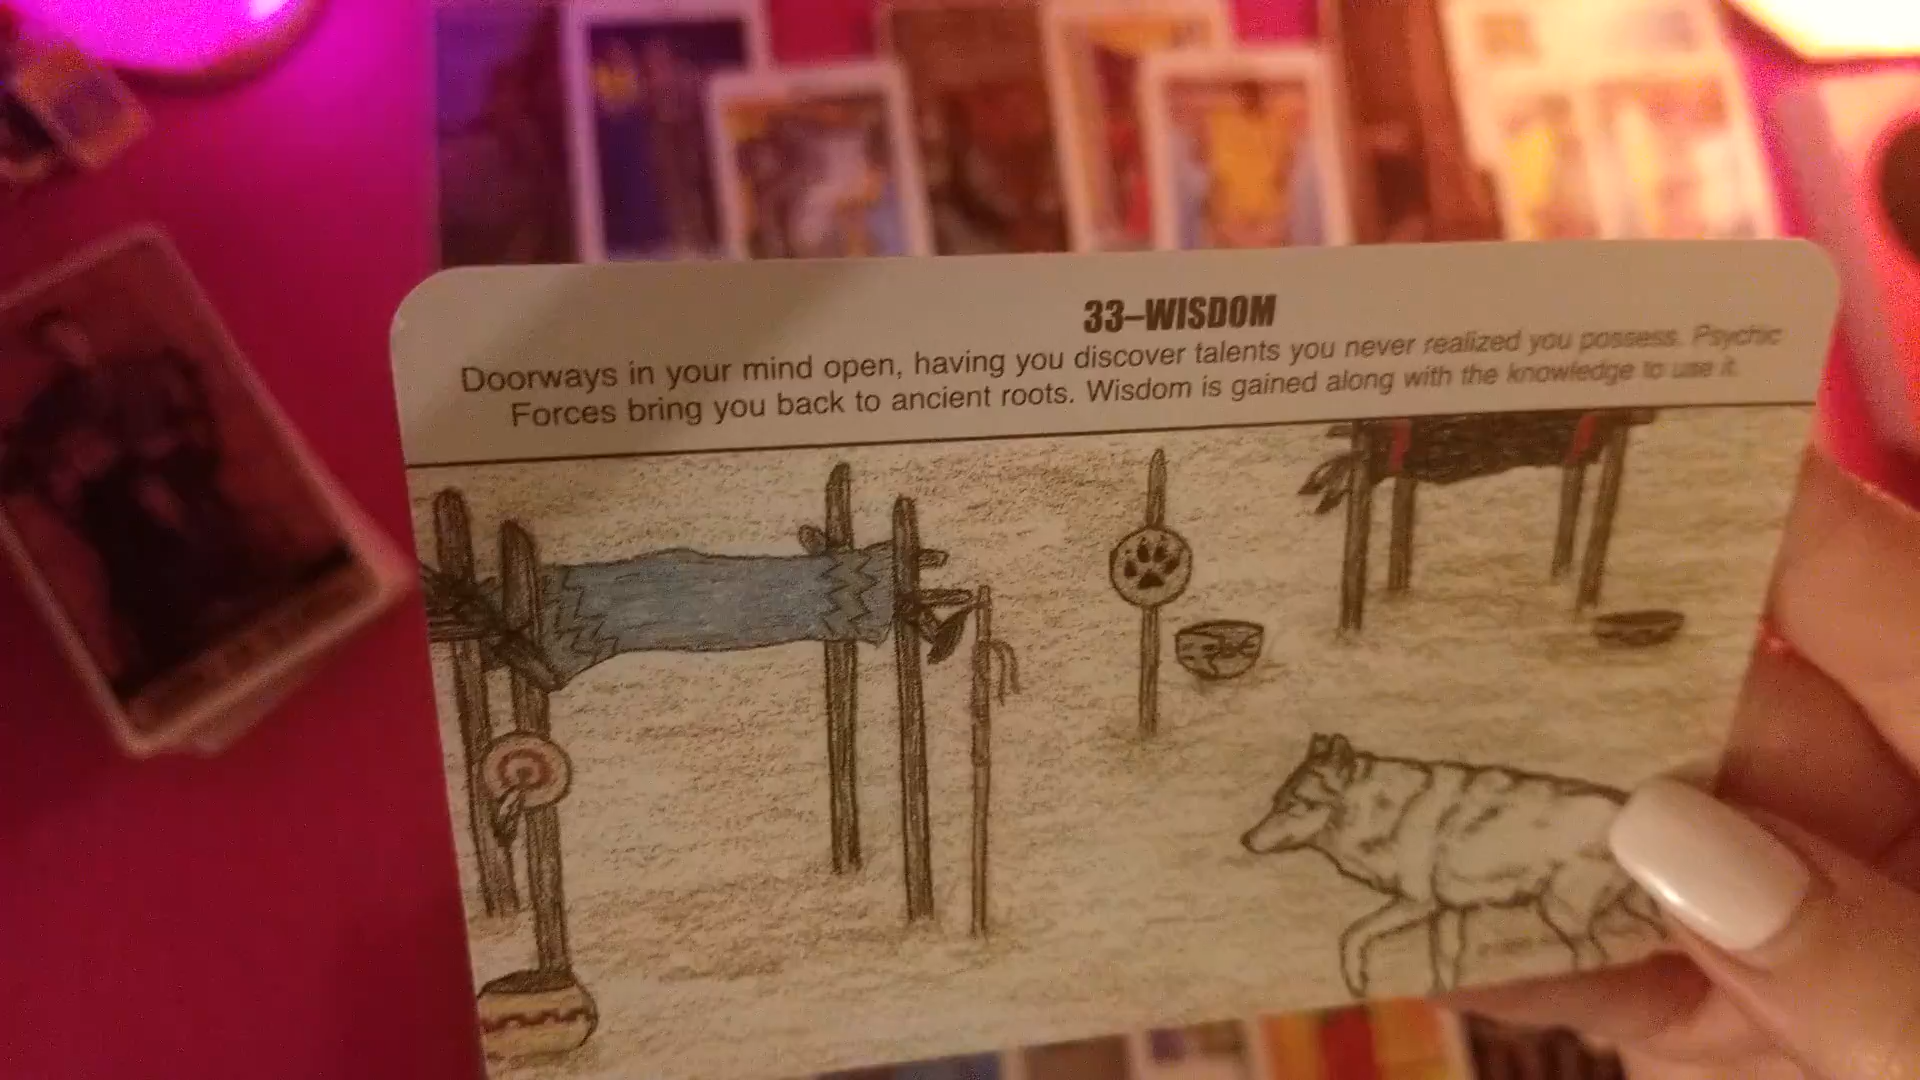 33–WISDOM
Doorways in your mind open, having you discover talents you never realized you possess. Psychic
Forces bring you back to ancient roots. Wisdom is gained along with the knowledge to use it.